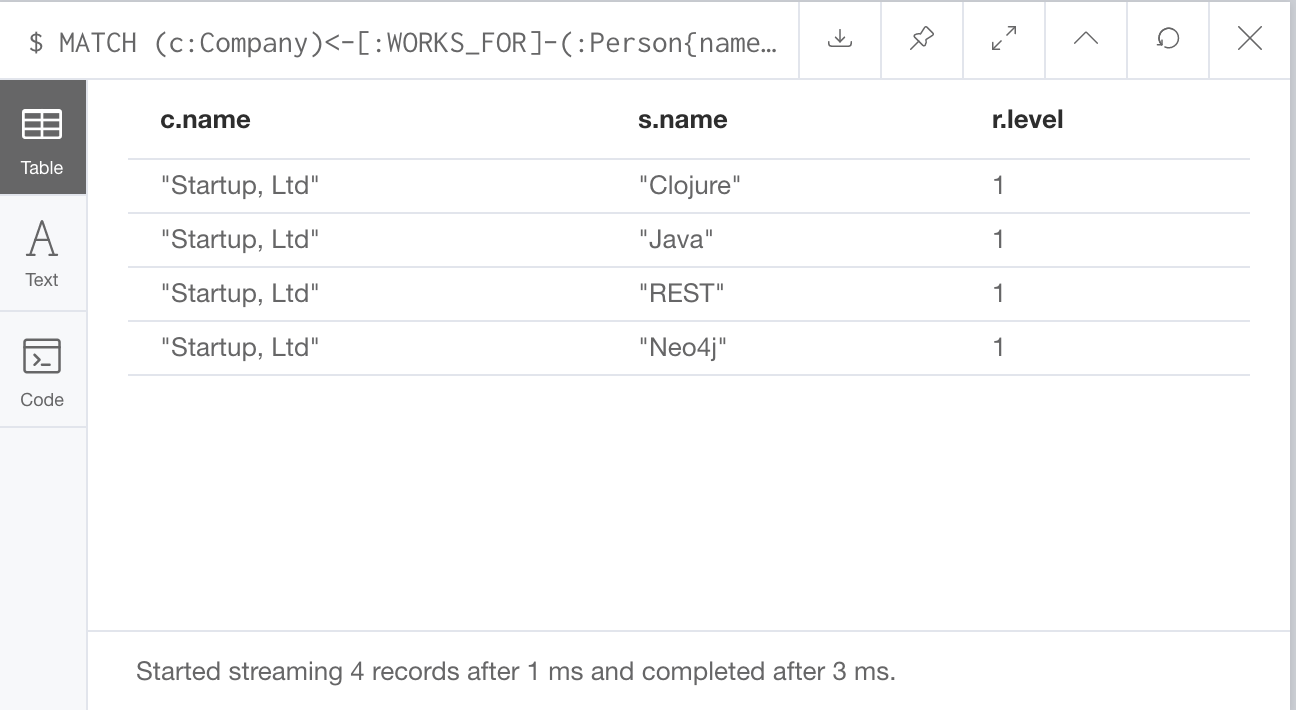 $ MATCH (c:Company)<-[:WORKS_FOR]-(:Person{name…
Table
Text
Code
c.name s.name r.level
"Startup, Ltd" "Clojure" 1
"Startup, Ltd" "Java" 1
"Startup, Ltd" "REST" 1
"Startup, Ltd" "Neo4j" 1
Started streaming 4 records after 1 ms and completed after 3 ms.